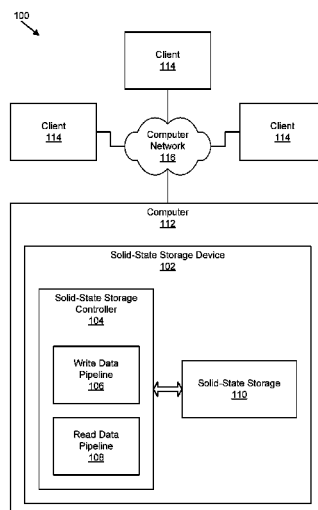 100
Client
114
Client
114
Computer
Network
116
Client
114
Computer
112
Solid-State Storage Device
102
Solid-State Storage
Controller
104
Write Data
Pipeline
106
Read Data
Pipeline
108
Solid-State Storage
110